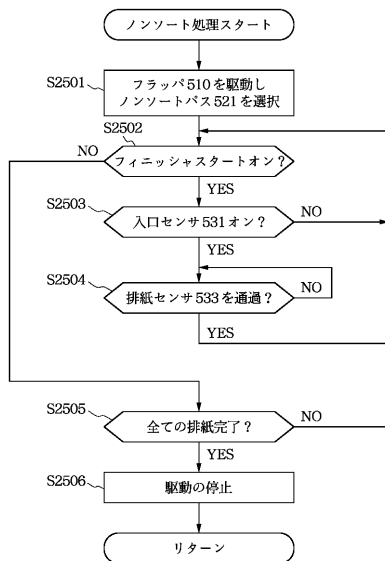 ノンソート処理スタート
S2501
フラッパ510を駆動し
ノンソートパス521を選択
S2502
NO
フィニッシャスタートオン?
YES
S2503
入口センサ531オン?
NO
YES
S2504
排紙センサ533を通過?
NO
YES
S2505
全ての排紙完了?
NO
YES
S2506
駆動の停止
リターン